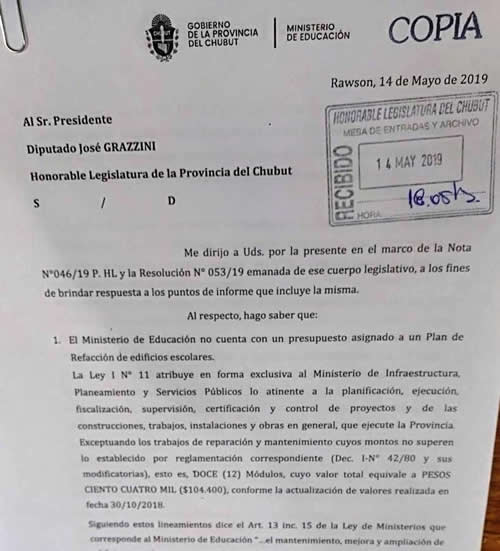 GOBIERNO
DE LA PROVINCIA
DEL CHUBUT
MINISTERIO
DE EDUCACIÓN
COPIA
Rawson, 14 de Mayo de 2019
HONORABLE LEGISLATURA DEL CHUBUT
MESA DE ENTRADAS Y ARCHIVO
RECIBIDO
14 MAY 2019
18:05hs
HORA
Al Sr. Presidente
Diputado José GRAZZINI
Honorable Legislatura de la Provincia del Chubut
S / D
Me dirijo a Uds. por la presente en el marco de la Nota
N°046/19 P. HL y la Resolución N° 053/19 emanada de ese cuerpo legislativo, a los fines
de brindar respuesta a los puntos de informe que incluye la misma.
Al respecto, hago saber que:
1. El Ministerio de Educación no cuenta con un presupuesto asignado a un Plan de
Refacción de edificios escolares.
La Ley I N° 11 atribuye en forma exclusiva al Ministerio de Infraestructura,
Planeamiento y Servicios Públicos lo atinente a la planificación, ejecución,
fiscalización, supervisión, certificación y control de proyectos y de las
construcciones, trabajos, instalaciones y obras en general, que ejecute la Provincia.
Exceptuando los trabajos de reparación y mantenimiento cuyos montos no superen
lo establecido por reglamentación correspondiente (Dec. I-N° 42/80 y sus
modificatorias), esto es, DOCE (12) Módulos, cuyo valor total equivale a PESOS
CIENTO CUATRO MIL ($104.400), conforme la actualización de valores realizada en
fecha 30/10/2018.
Siguiendo estos lineamientos dice el Art. 13 inc. 15 de la Ley de Ministerios que
corresponde al Ministerio de Educación "...el mantenimiento, mejora y ampliación de